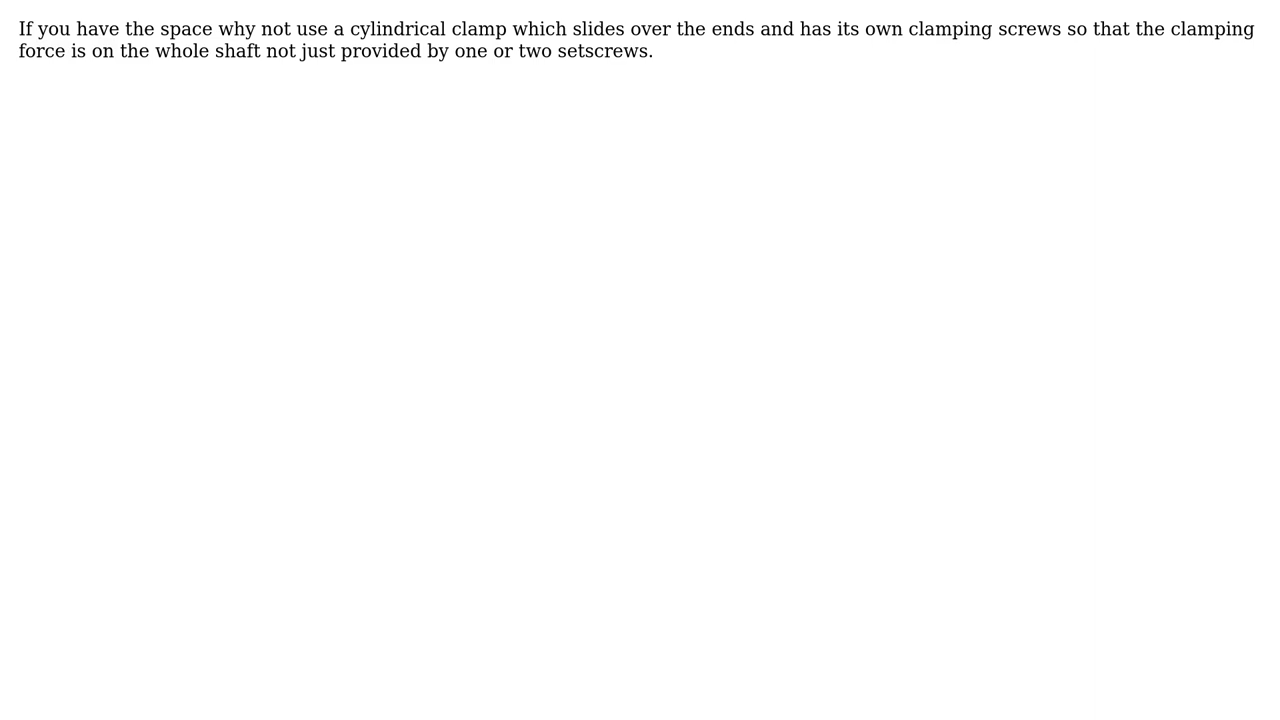 If you have the space why not use a cylindrical clamp which slides over the ends and has its own clamping screws so that the clamping
force is on the whole shaft not just provided by one or two setscrews.